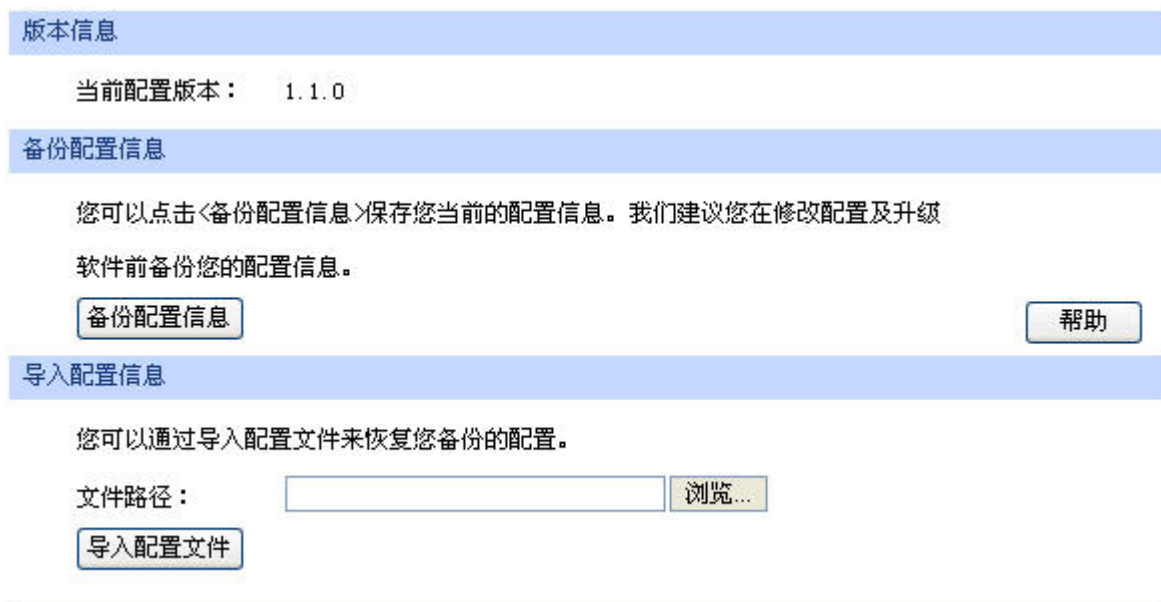 版本信息
当前配置版本： 1.1.0
备份配置信息
您可以点击<备份配置信息>保存您当前的配置信息。我们建议您在修改配置及升级
软件前备份您的配置信息。
备份配置信息 帮助
导入配置信息
您可以通过导入配置文件来恢复您备份的配置。
文件路径： 浏览...
导入配置文件